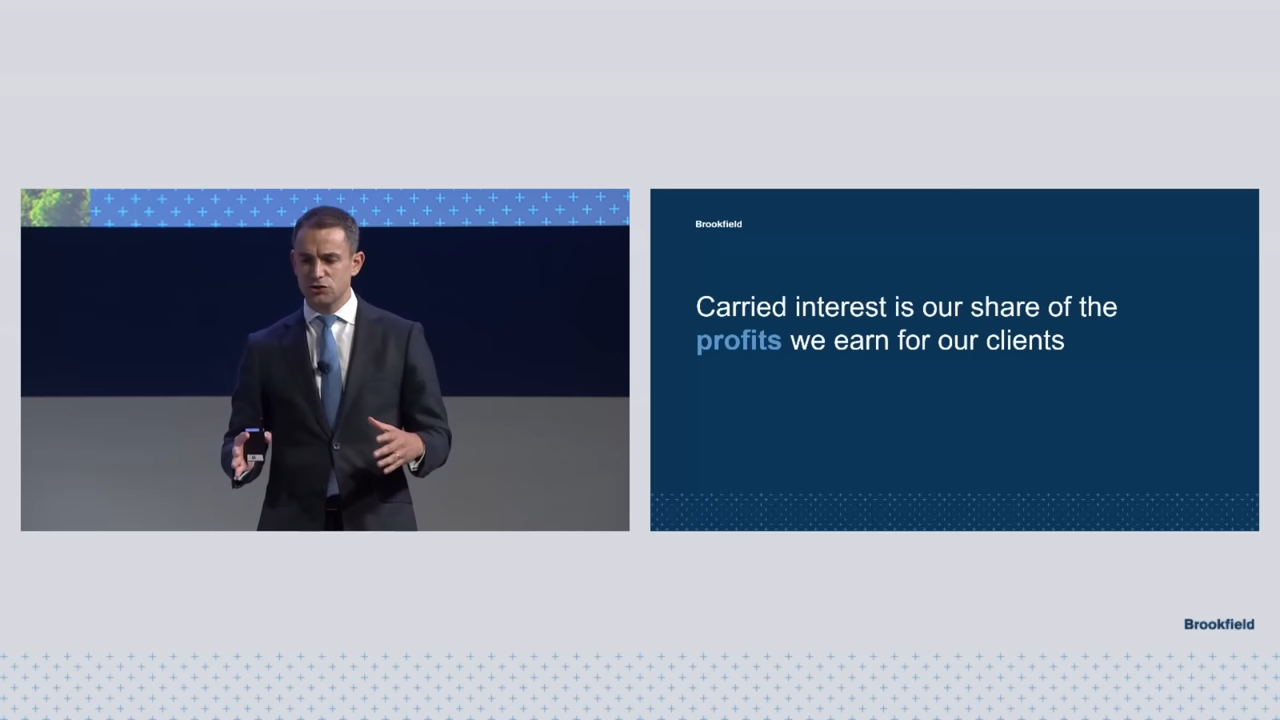 Brookfield
Carried interest is our share of the
profits we earn for our clients
Brookfield